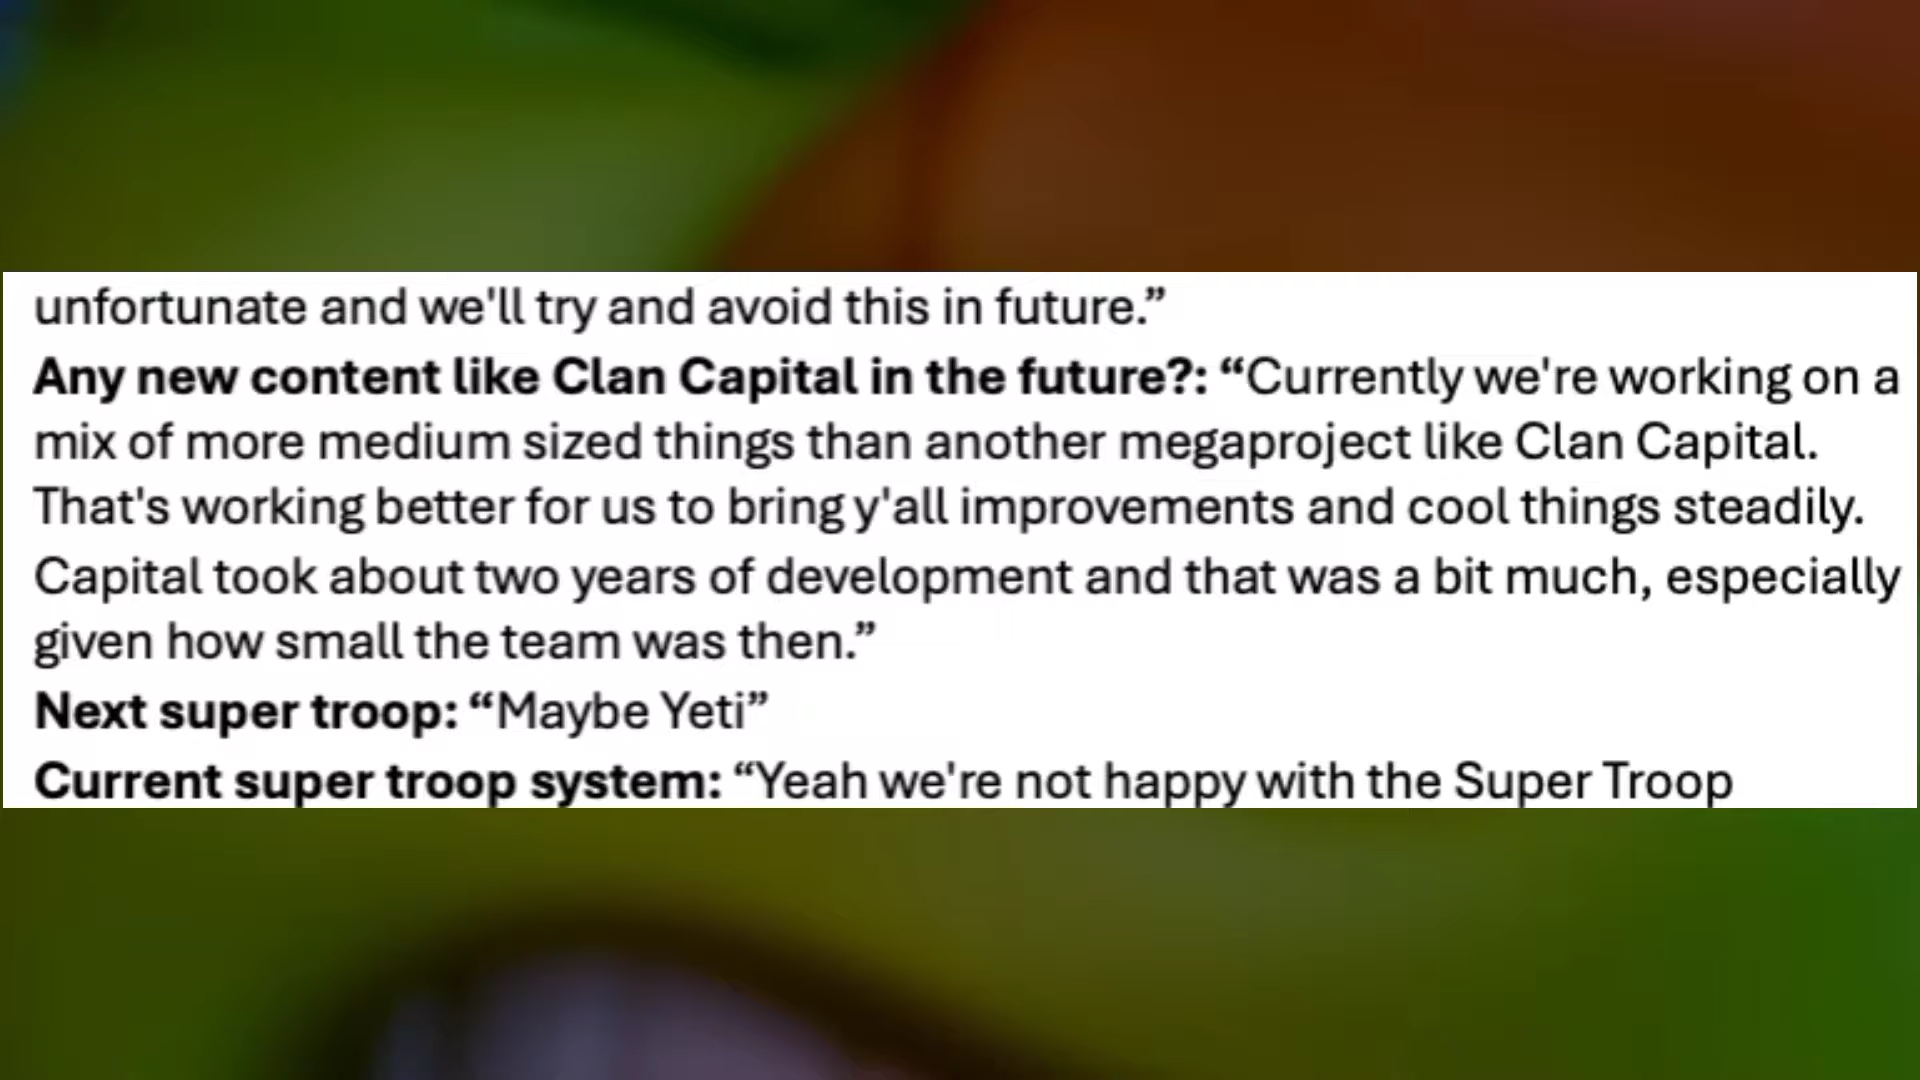 unfortunate and we'll try and avoid this in future.”
Any new content like Clan Capital in the future?: “Currently we're working on a
mix of more medium sized things than another megaproject like Clan Capital.
That's working better for us to bring y'all improvements and cool things steadily.
Capital took about two years of development and that was a bit much, especially
given how small the team was then.”
Next super troop: “Maybe Yeti”
Current super troop system: “Yeah we're not happy with the Super Troop